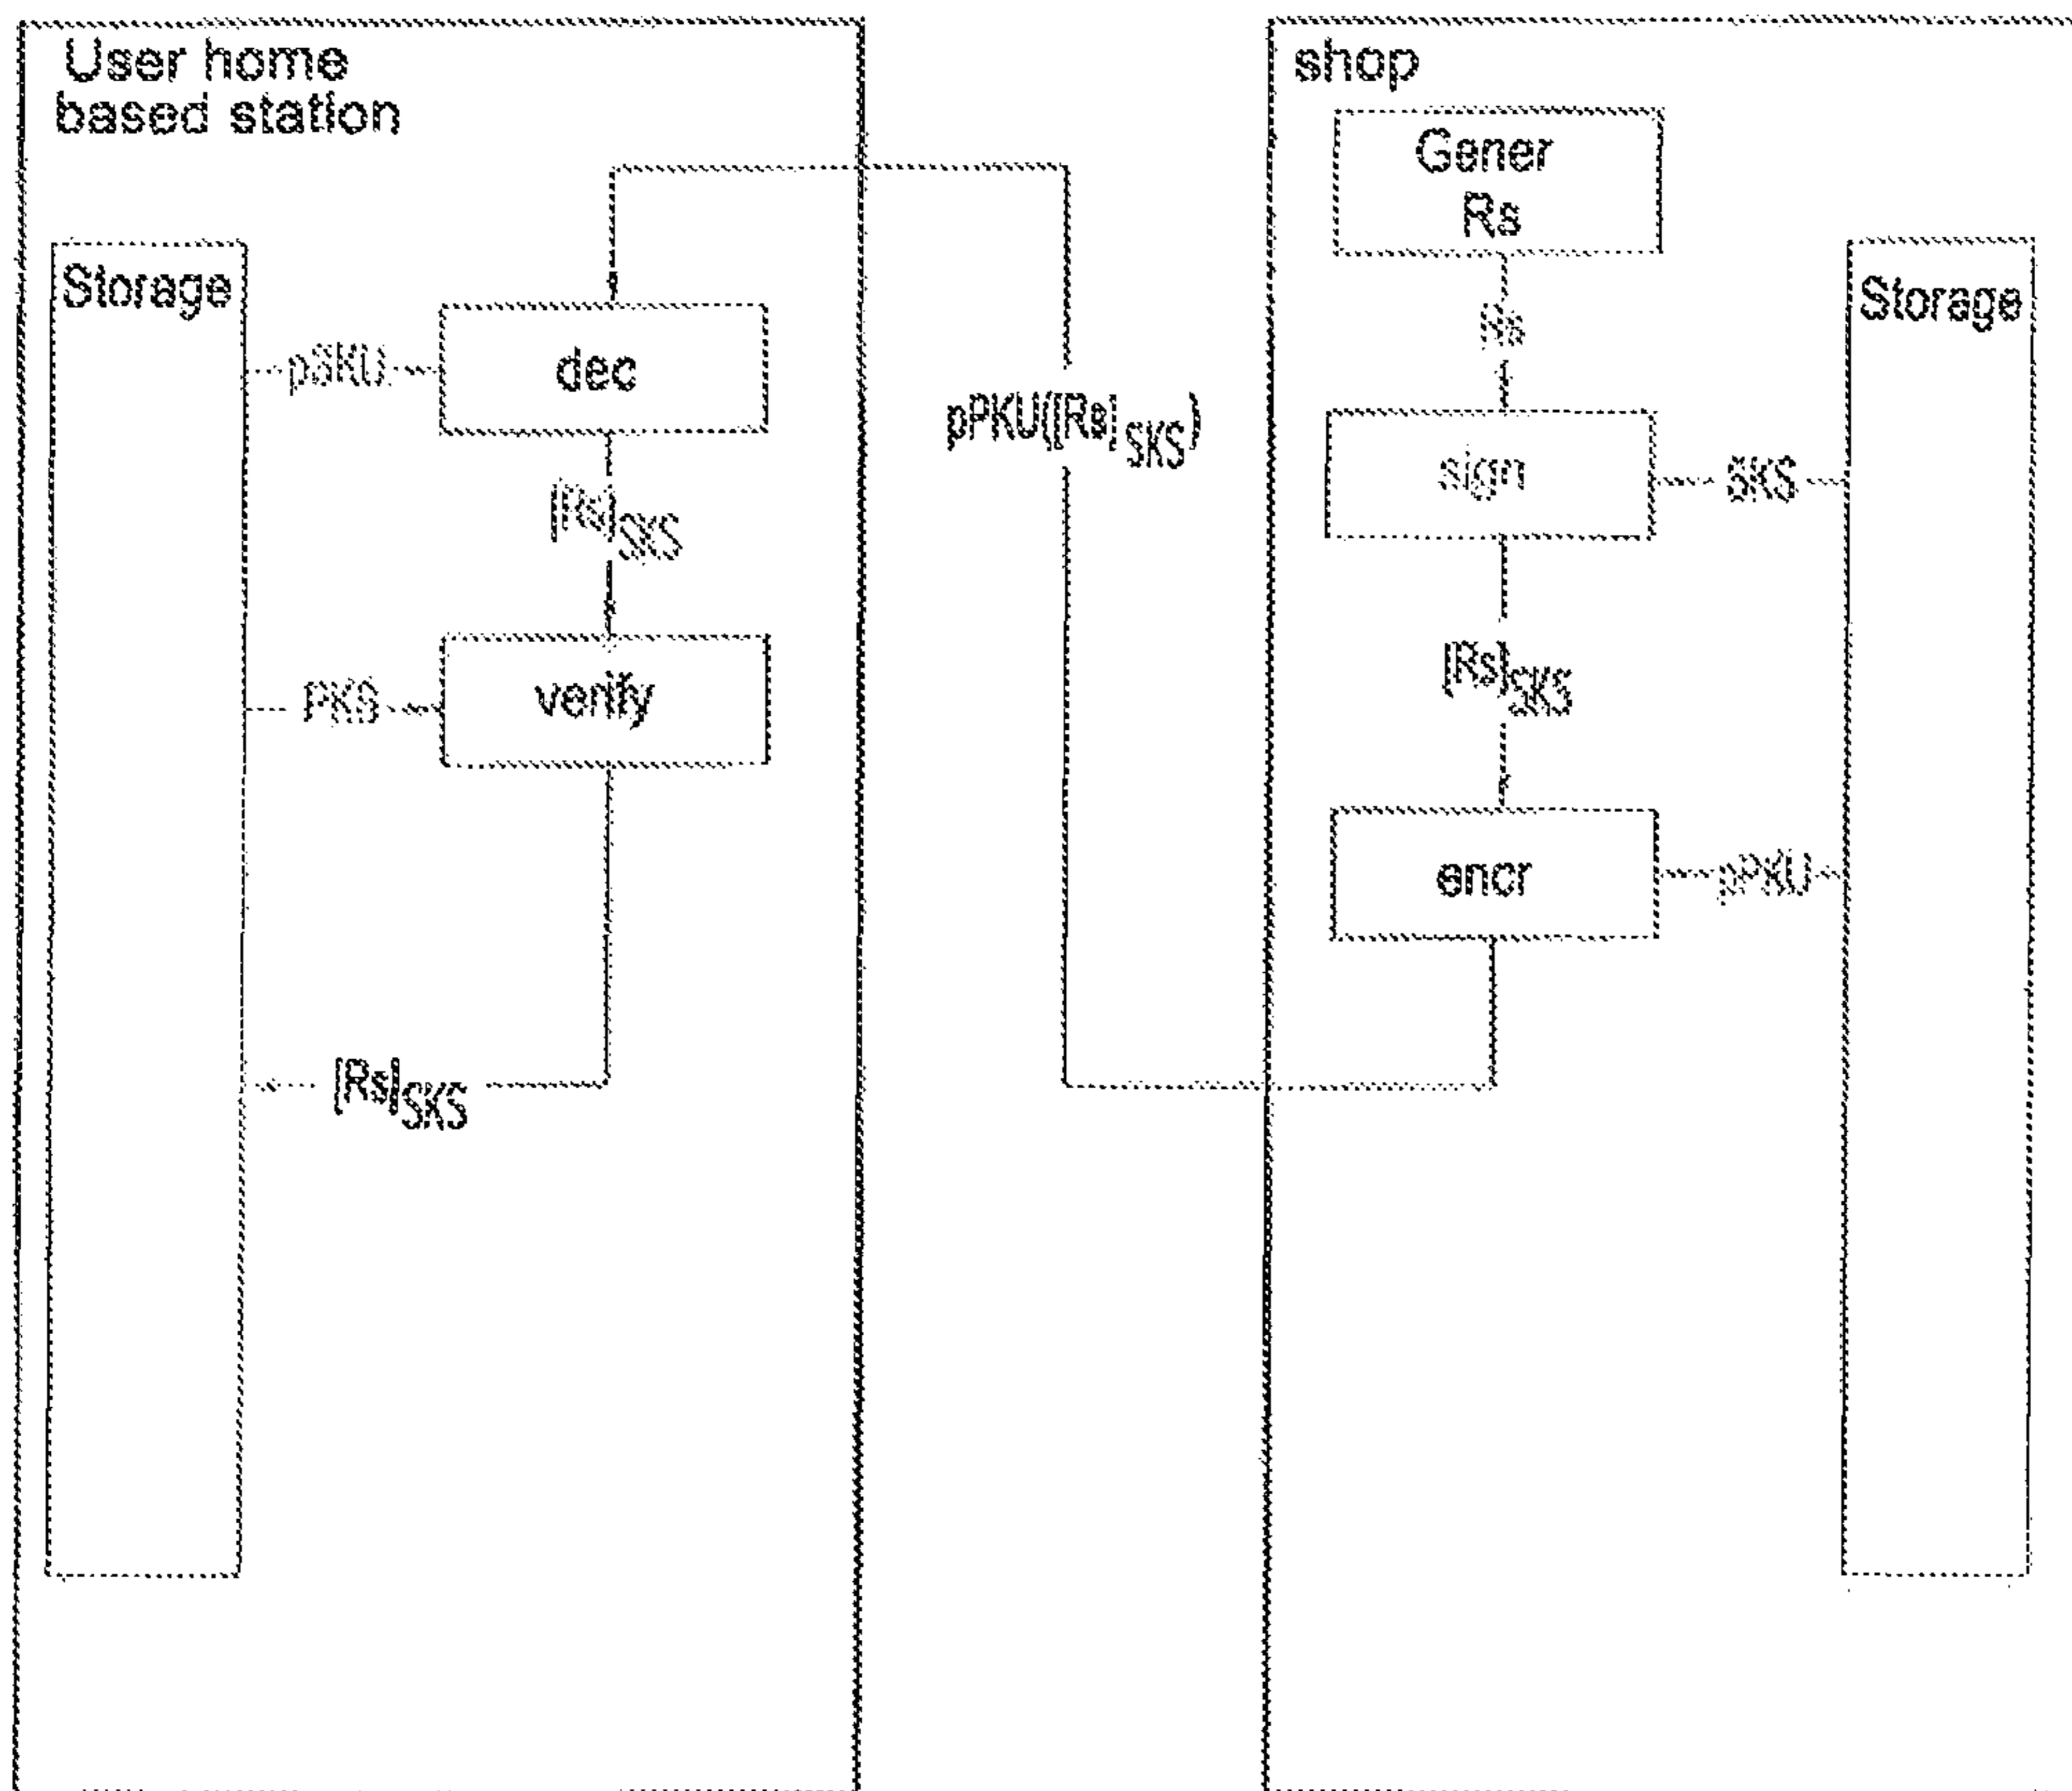 User home
based station
Storage
pSKU
dec
[Rs]SKS
PKS
verify
[Rs]SKS
pPKU([Rs]SKS)
shop
Gener
Rs
Rs
sign
SKS
[Rs]SKS
encr
pPKU
Storage